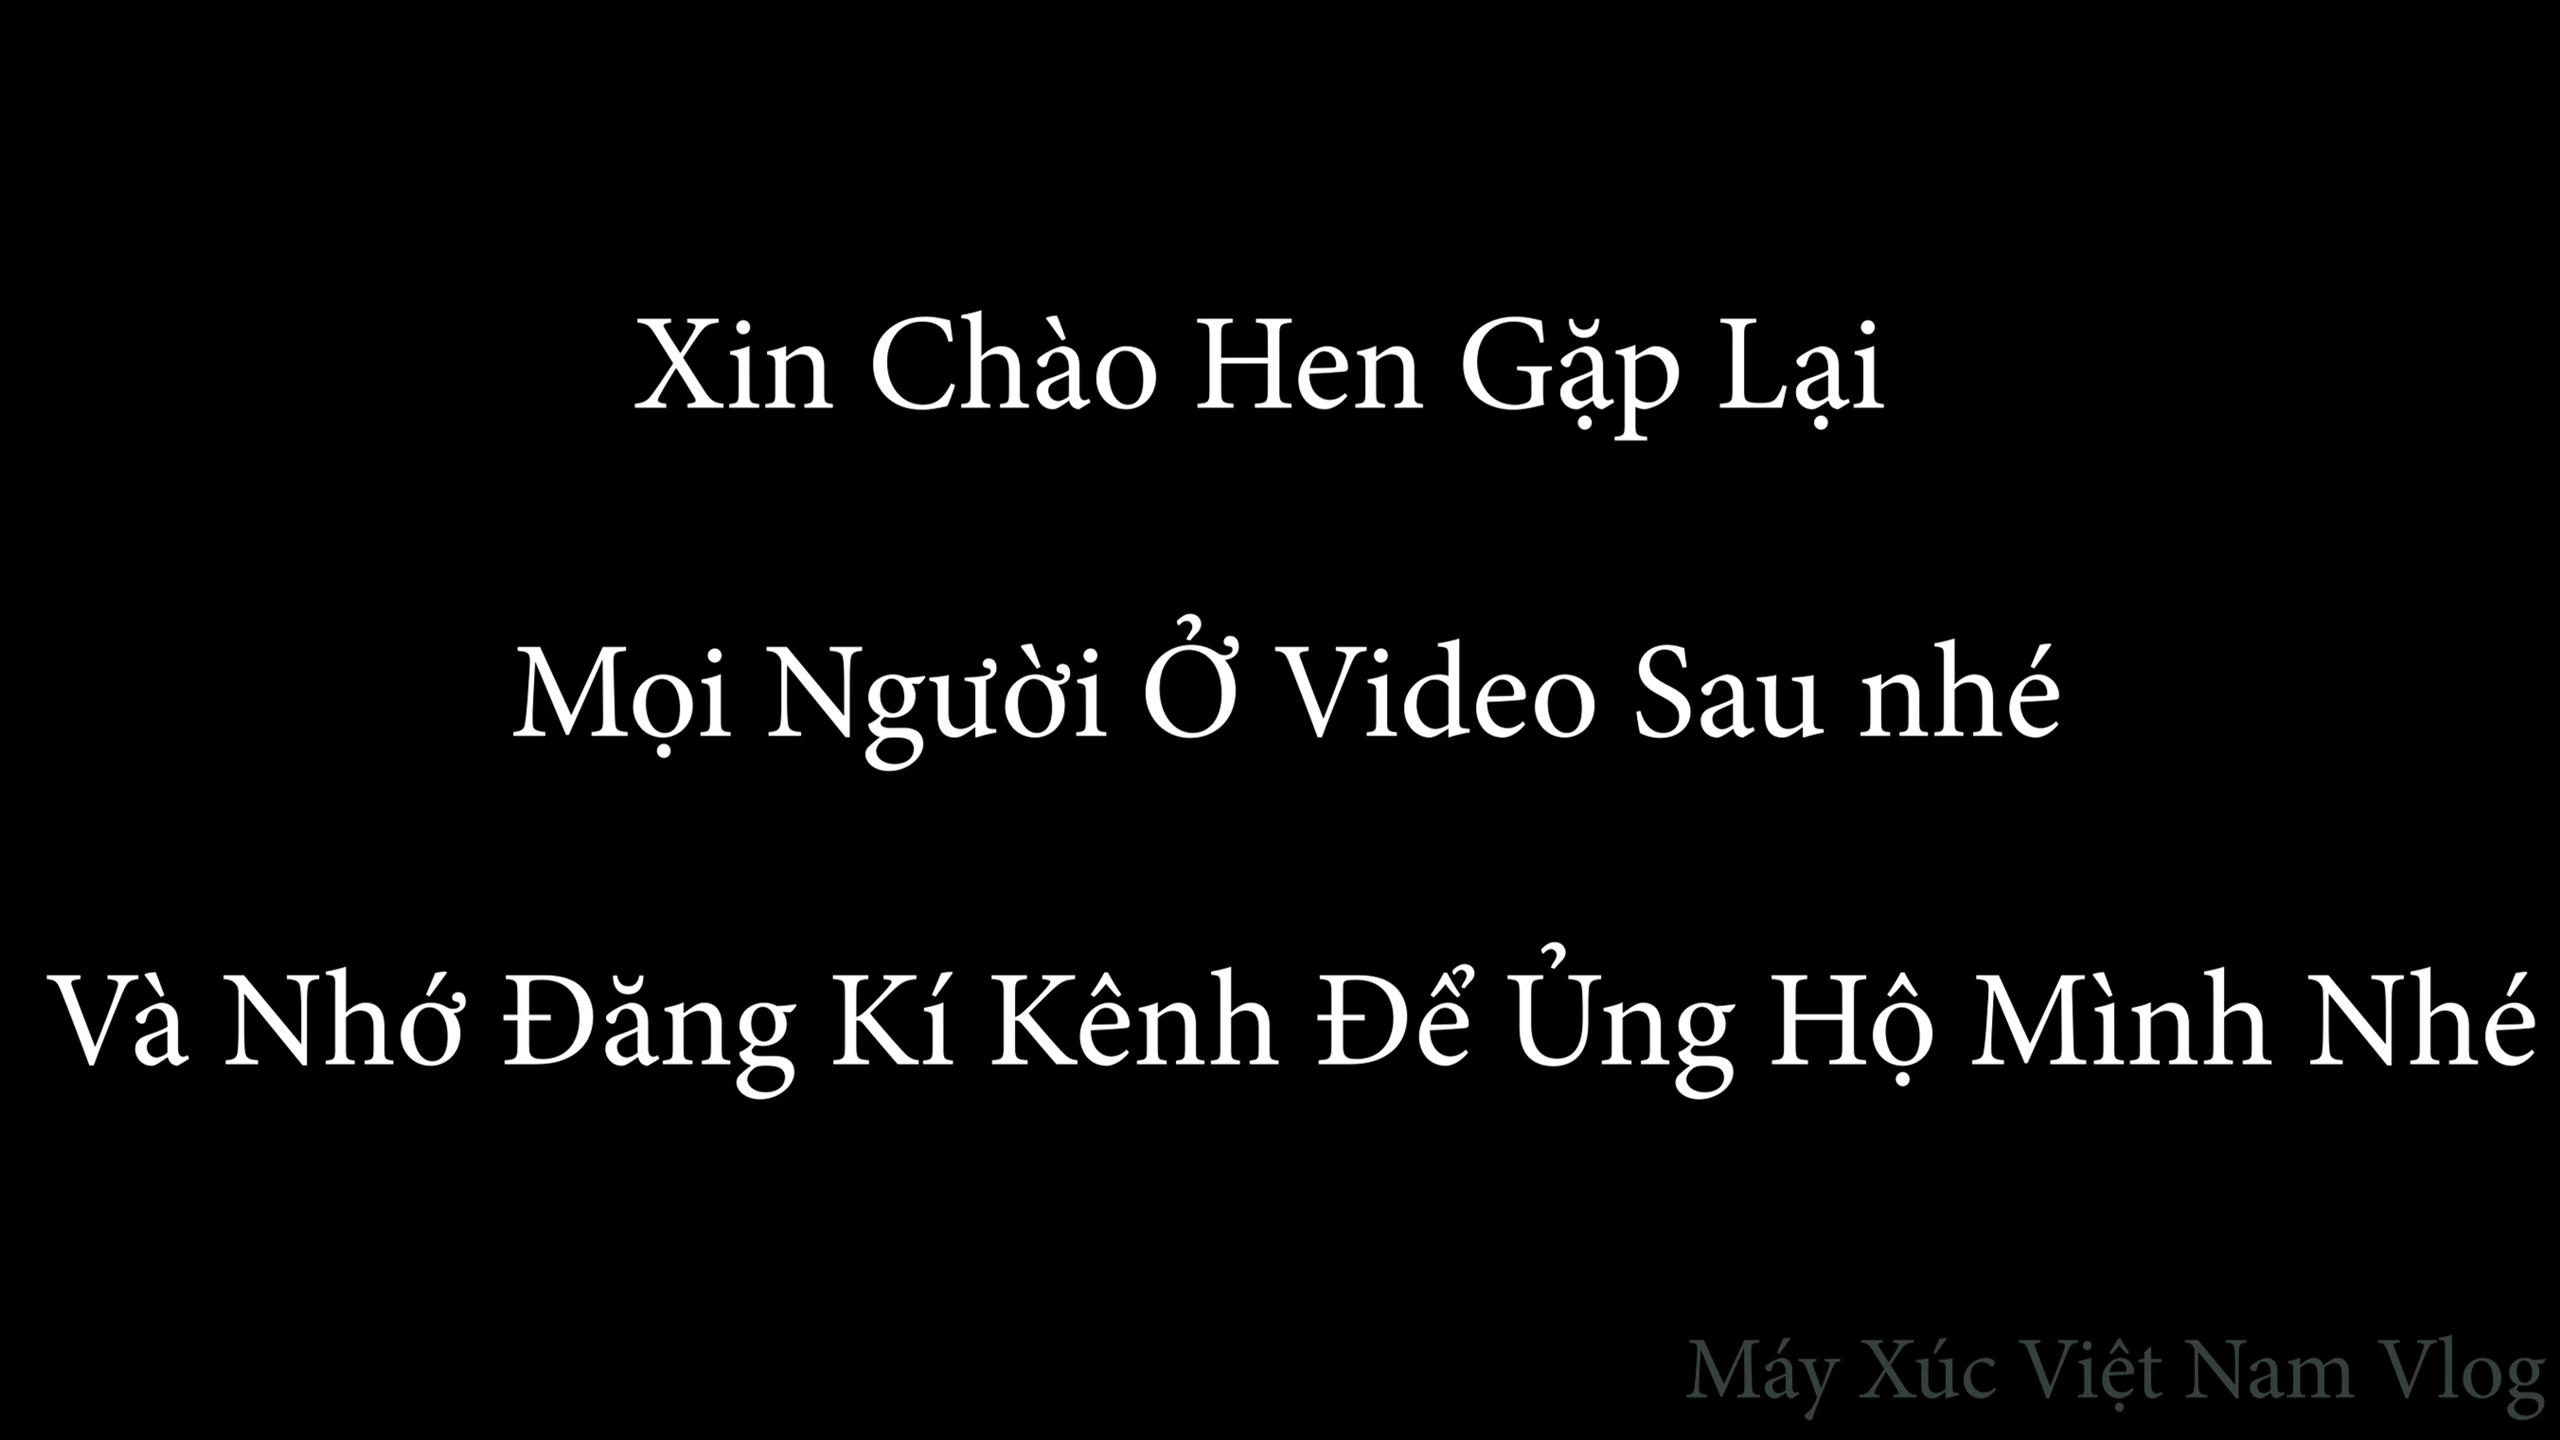 Xin Chào Hen Gặp Lại
Mọi Người Ở Video Sau nhé
Và Nhớ Đăng Kí Kênh Để Ủng Hộ Mình Nhé
Máy Xúc Việt Nam Vlog